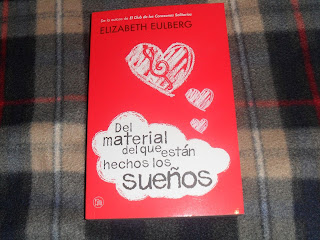 De la autora de El Club de los Corazones Solitarios
ELIZABETH EULBERG
Del
material
del que están
hechos los
sueños